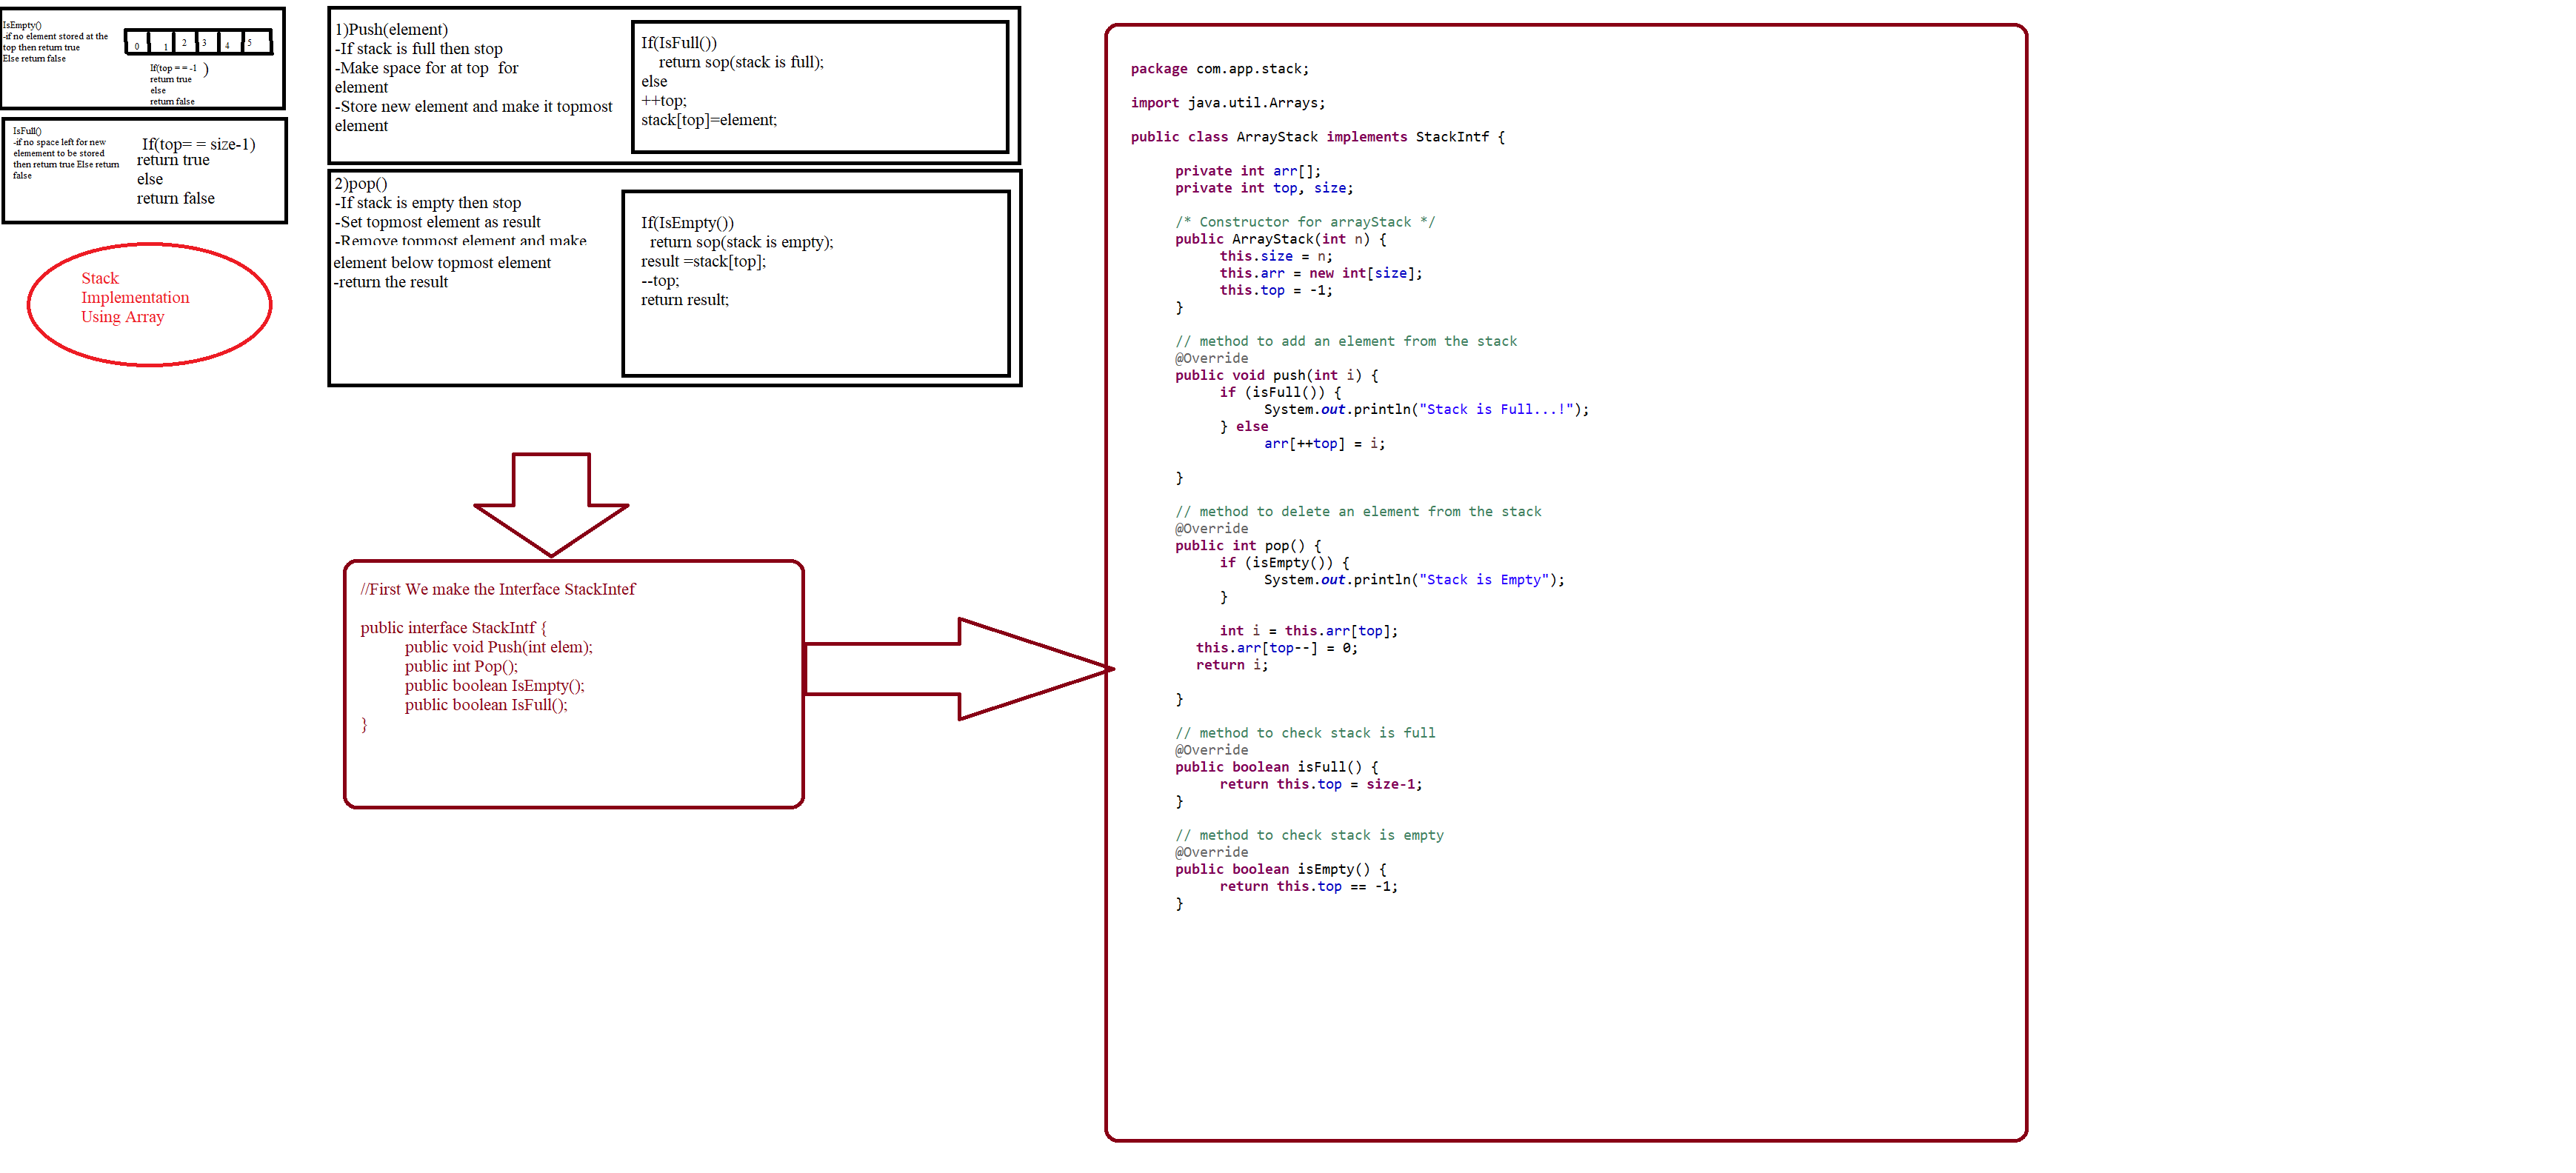 IsEmpty()
-if no element stored at the
top then return true
Else return false
0 1 2 3 4 5
If(top = = -1 )
return true
else
return false
IsFull()
-if no space left for new
elemement to be stored
then return true Else return
false
If(top= = size-1)
return true
else
return false
Stack
Implementation
Using Array
1)Push(element)
-If stack is full then stop
-Make space for at top for
element
-Store new element and make it topmost
element
If(IsFull())
return sop(stack is full);
else
++top;
stack[top]=element;
2)pop()
-If stack is empty then stop
-Set topmost element as result
-Remove topmost element and make
element below topmost element
-return the result
If(IsEmpty())
return sop(stack is empty);
result =stack[top];
--top;
return result;
//First We make the Interface StackIntef
public interface StackIntf {
public void Push(int elem);
public int Pop();
public boolean IsEmpty();
public boolean IsFull();
}
package com.app.stack;
import java.util.Arrays;
public class ArrayStack implements StackIntf {
private int arr[];
private int top, size;
/* Constructor for arrayStack */
public ArrayStack(int n) {
this.size = n;
this.arr = new int[size];
this.top = -1;
}
// method to add an element from the stack
@Override
public void push(int i) {
if (isFull()) {
System.out.println("Stack is Full...!");
} else
arr[++top] = i;
}
// method to delete an element from the stack
@Override
public int pop() {
if (isEmpty()) {
System.out.println("Stack is Empty");
}
int i = this.arr[top];
this.arr[top--] = 0;
return i;
}
// method to check stack is full
@Override
public boolean isFull() {
return this.top = size-1;
}
// method to check stack is empty
@Override
public boolean isEmpty() {
return this.top == -1;
}